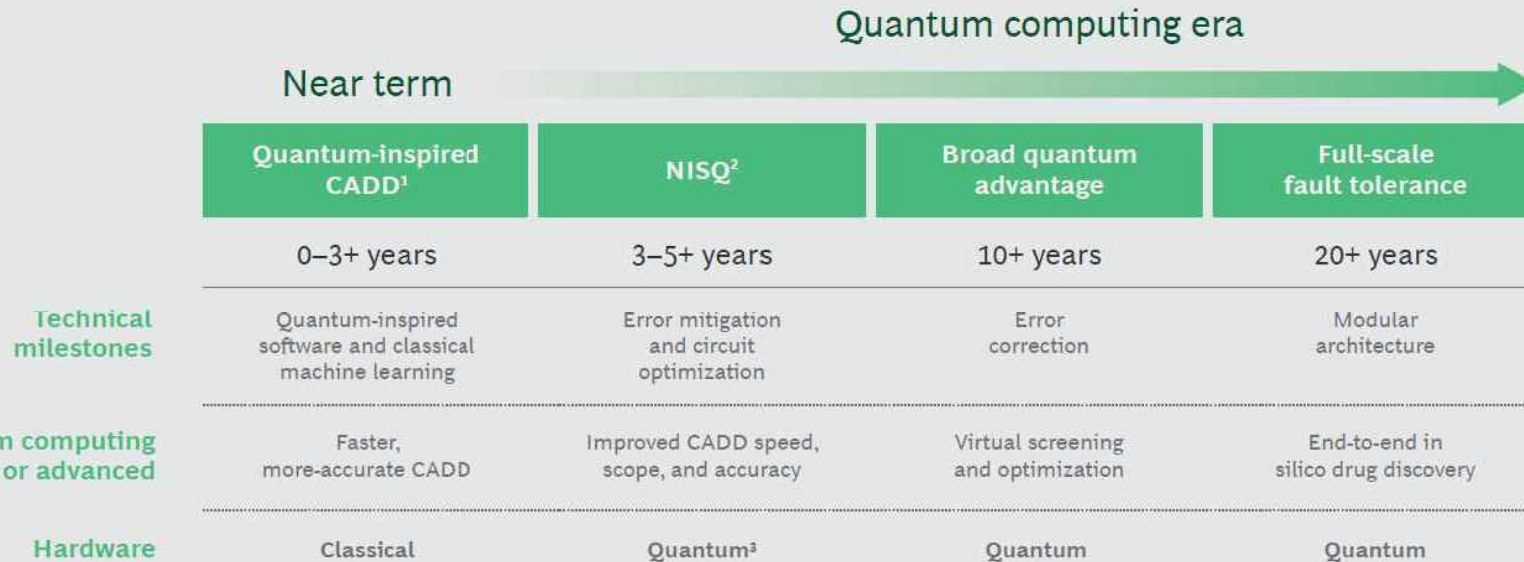 Quantum computing era
Near term
Quantum-inspired
CADD¹
NISQ²
Broad quantum
advantage
Full-scale
fault tolerance
0–3+ years
3–5+ years
10+ years
20+ years
Technical
milestones
Quantum-inspired
software and classical
machine learning
Error mitigation
and circuit
optimization
Error
correction
Modular
architecture
computing
or advanced
Faster,
more-accurate CADD
Improved CADD speed,
scope, and accuracy
Virtual screening
and optimization
End-to-end in
silico drug discovery
Hardware
Classical
Quantum³
Quantum
Quantum